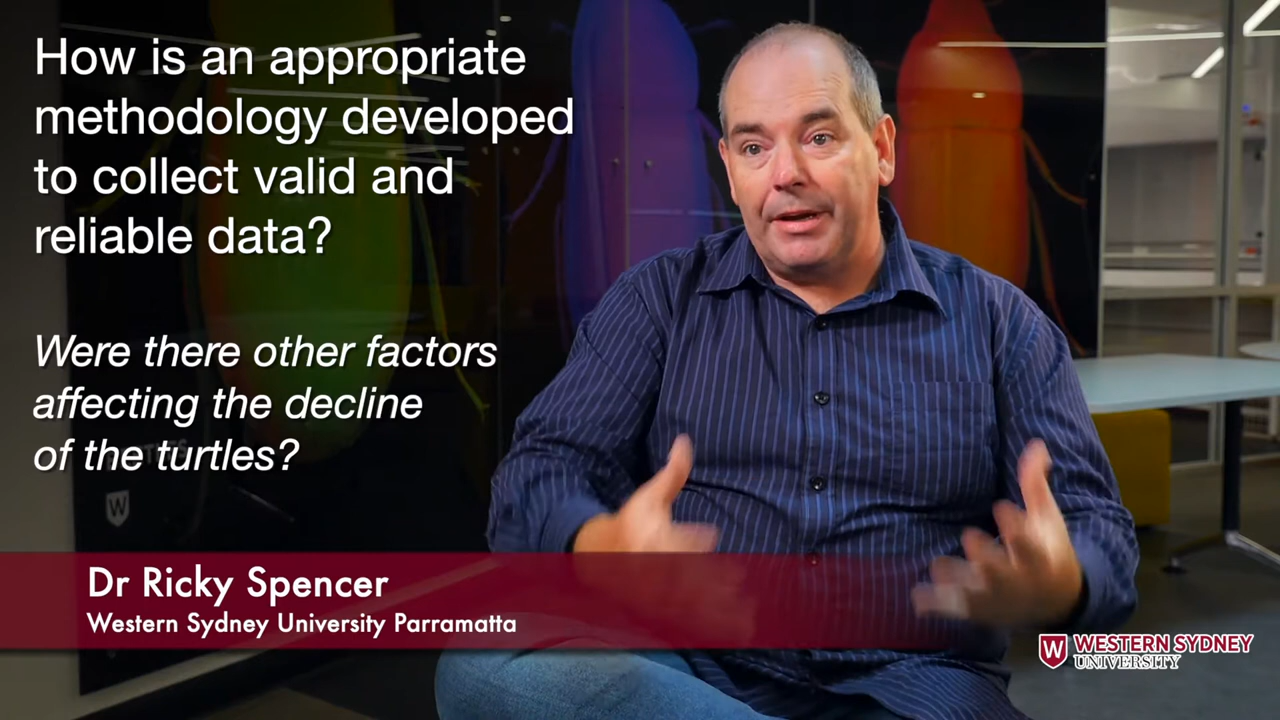 How is an appropriate
methodology developed
to collect valid and
reliable data?
Were there other factors
affecting the decline
of the turtles?
W
Dr Ricky Spencer
Western Sydney University Parramatta
W WESTERN SYDNEY
UNIVERSITY